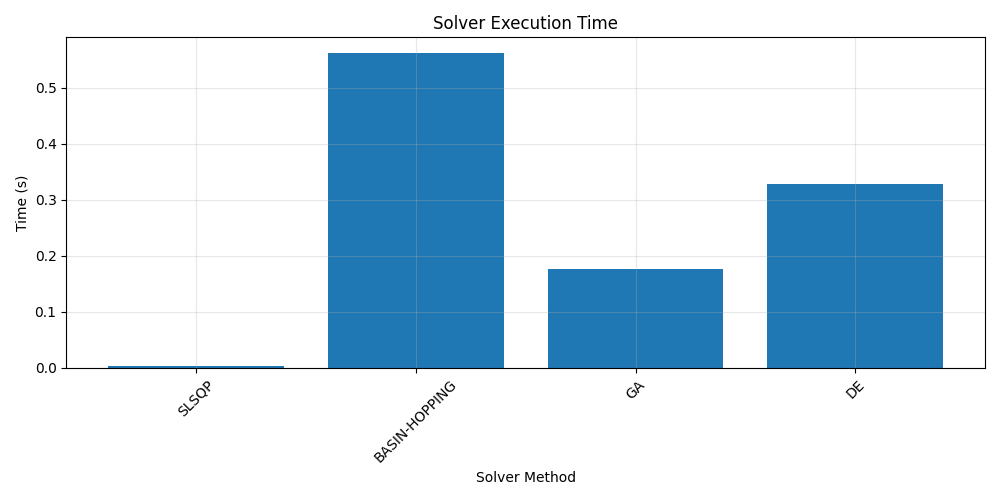 Solver Execution Time
Time (s)
0.5
0.4
0.3
0.2
0.1
0.0
SLSQP
BASIN-HOPPING
GA
DE
Solver Method